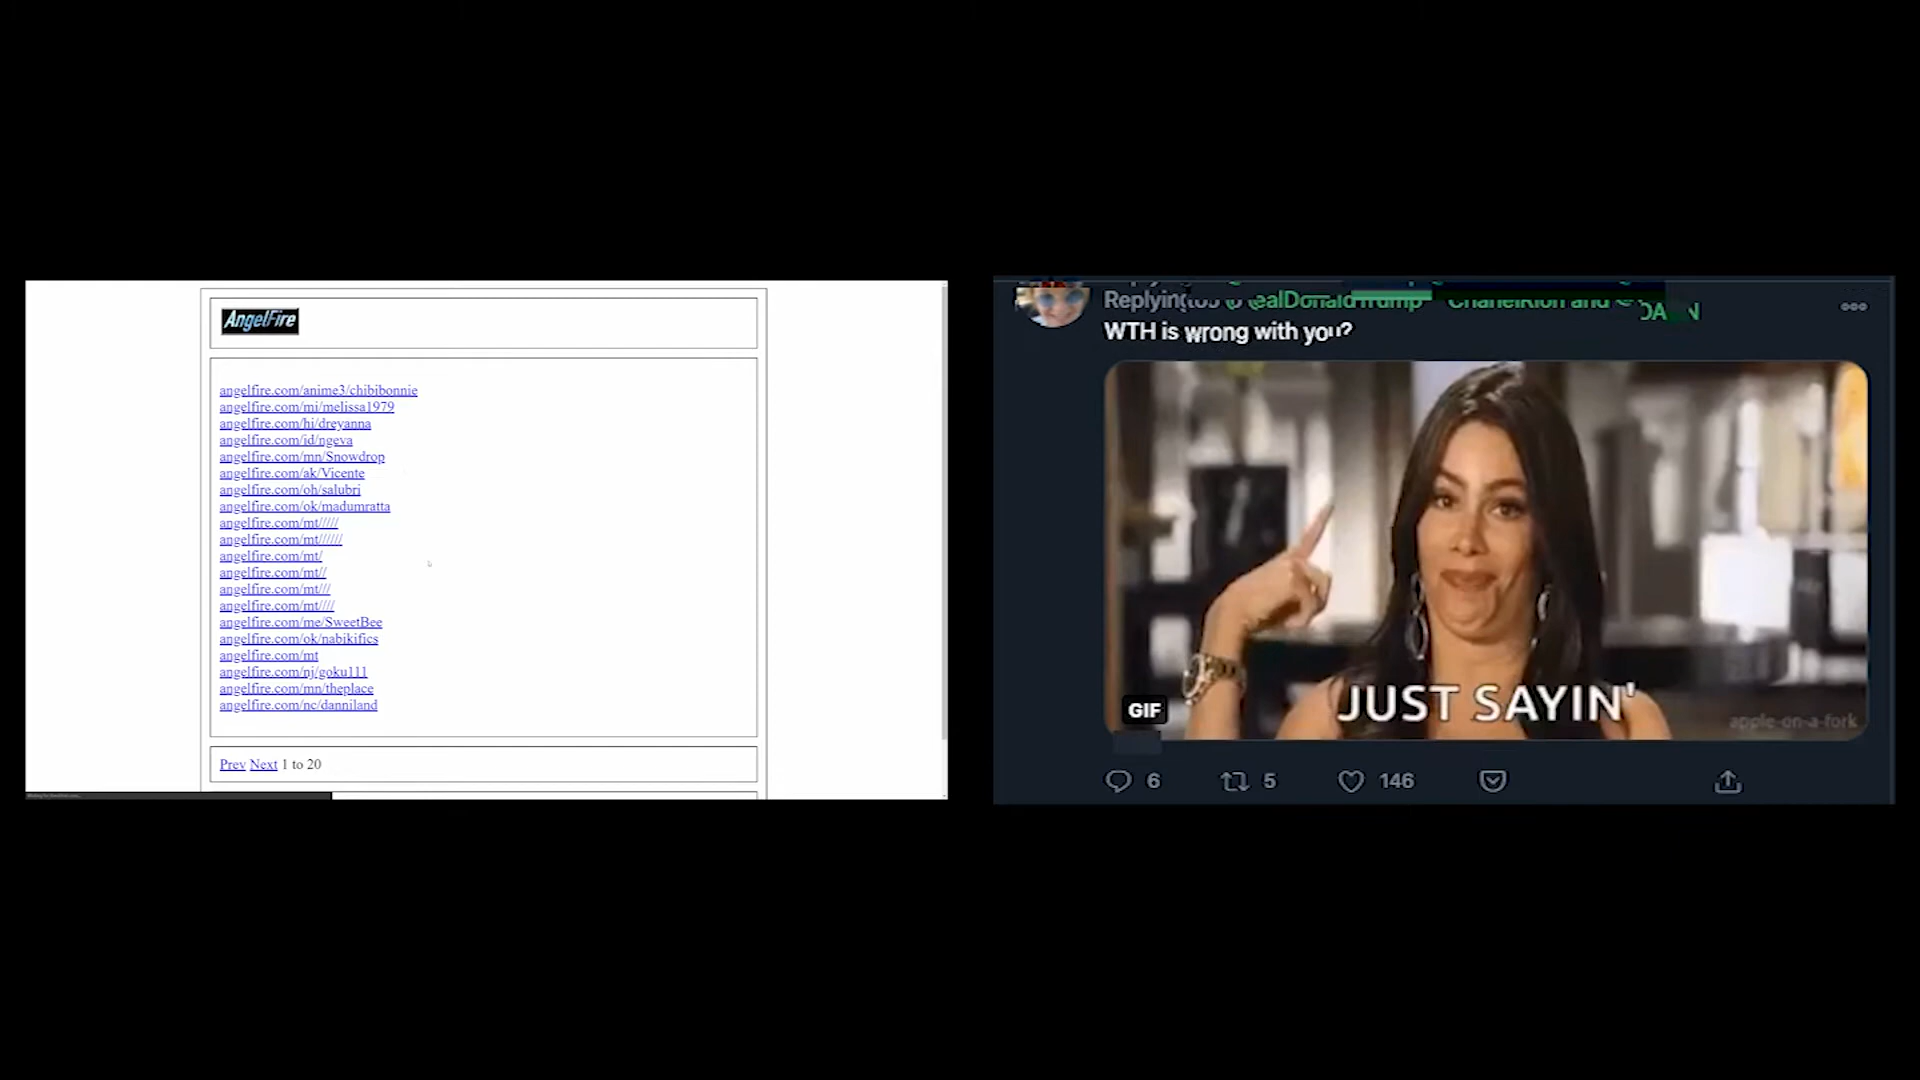 AngelFire
angelfire.com/anime3/chibibonnie
angelfire.com/mi/melissa1979
angelfire.com/hi/dreyanna
angelfire.com/id/ngeva
angelfire.com/mn/Snowdrop
angelfire.com/ak/Vicente
angelfire.com/oh/salubri
angelfire.com/ok/madumratta
angelfire.com/mt/////
angelfire.com/mt//////
angelfire.com/mt/
angelfire.com/mt//
angelfire.com/mt///
angelfire.com/mt////
angelfire.com/me/SweetBee
angelfire.com/ok/nabikifics
angelfire.com/mt
angelfire.com/nj/goku111
angelfire.com/mn/theplace
angelfire.com/nc/danniland
Prev Next 1 to 20
Replying ealDonaldTrump ChanelRion and
WTH is wrong with you?
JUST SAYIN'
GIF
apple-on-a-fork
6 5 146